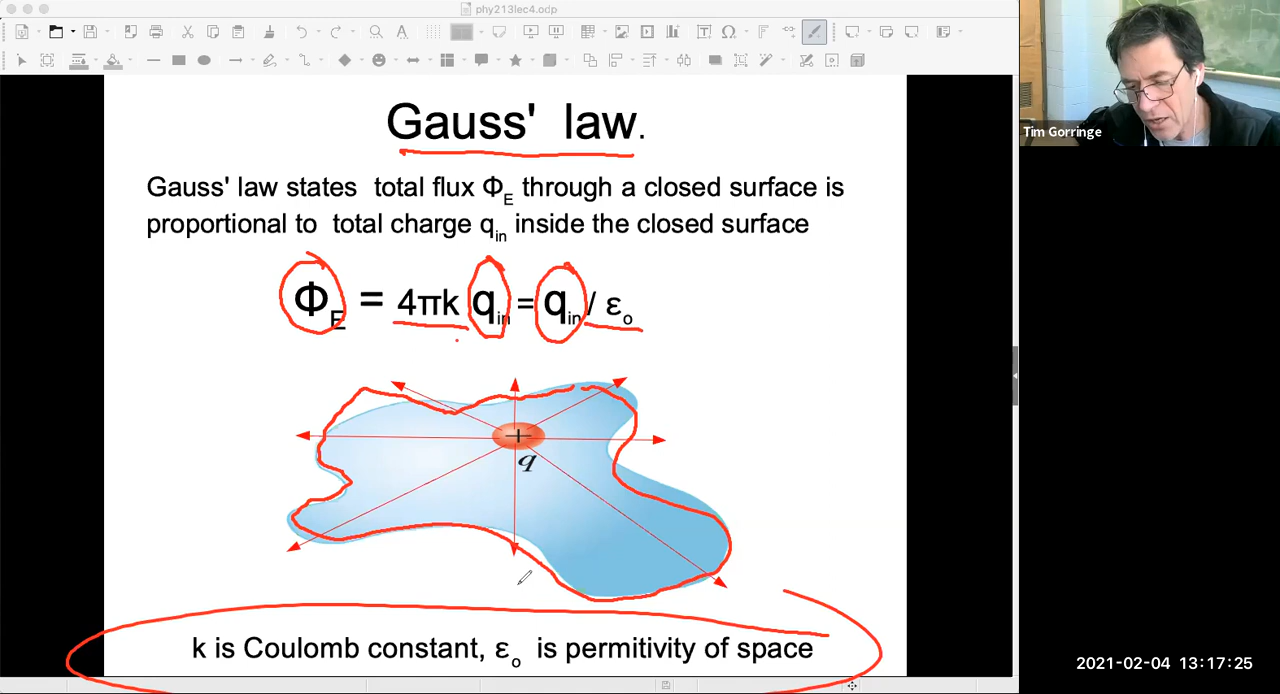 phy213lec4.odp
Tim Gorringe
Gauss' law.
Gauss' law states total flux Φ_E through a closed surface is
proportional to total charge q_in inside the closed surface
Φ_E = 4πk q_in = q_in / ε_o
+
q
k is Coulomb constant, ε_o is permitivity of space
2021-02-04 13:17:25